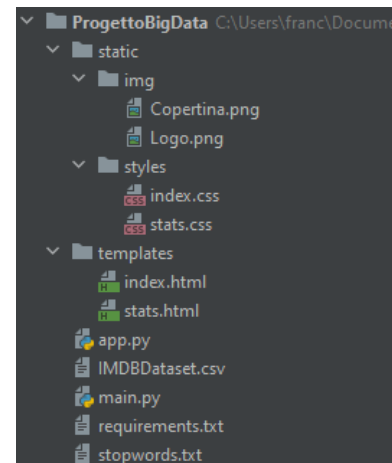 ProgettoBigData C:\Users\franc\Docume
static
img
Copertina.png
Logo.png
styles
index.css
stats.css
templates
index.html
stats.html
app.py
IMDBDataset.csv
main.py
requirements.txt
stopwords.txt